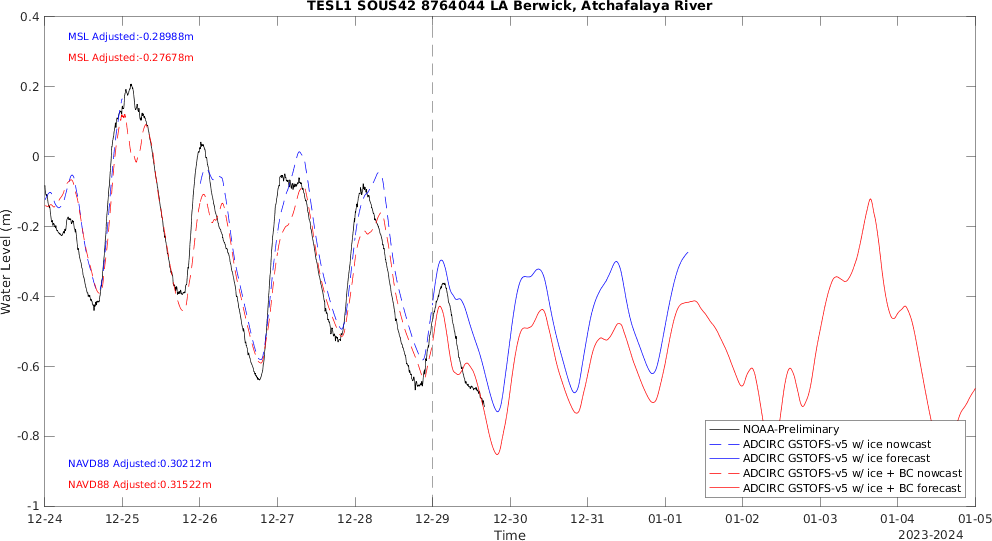 TESL1 SOUS42 8764044 LA Berwick, Atchafalaya River
MSL Adjusted:-0.28988m
MSL Adjusted:-0.27678m
0.4
0.2
0
-0.2
-0.4
-0.6
-0.8
-1
Water Level (m)
NAVD88 Adjusted:0.30212m
NAVD88 Adjusted:0.31522m
NOAA-Preliminary
ADCIRC GSTOFS-v5 w/ ice nowcast
ADCIRC GSTOFS-v5 w/ ice forecast
ADCIRC GSTOFS-v5 w/ ice + BC nowcast
ADCIRC GSTOFS-v5 w/ ice + BC forecast
12-24 12-25 12-26 12-27 12-28 12-29 12-30 12-31 01-01 01-02 01-03 01-04 01-05
Time
2023-2024